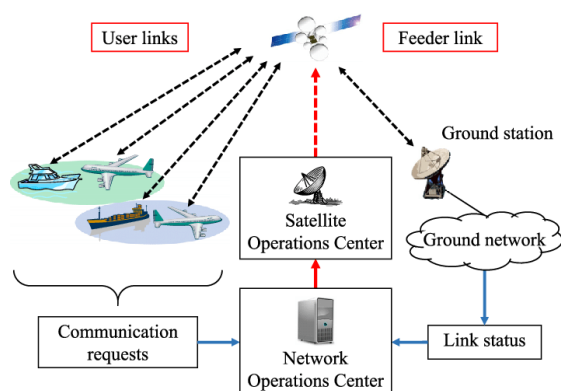 User links
Feeder link
Ground station
Satellite
Operations Center
Ground network
Communication
requests
Network
Operations Center
Link status